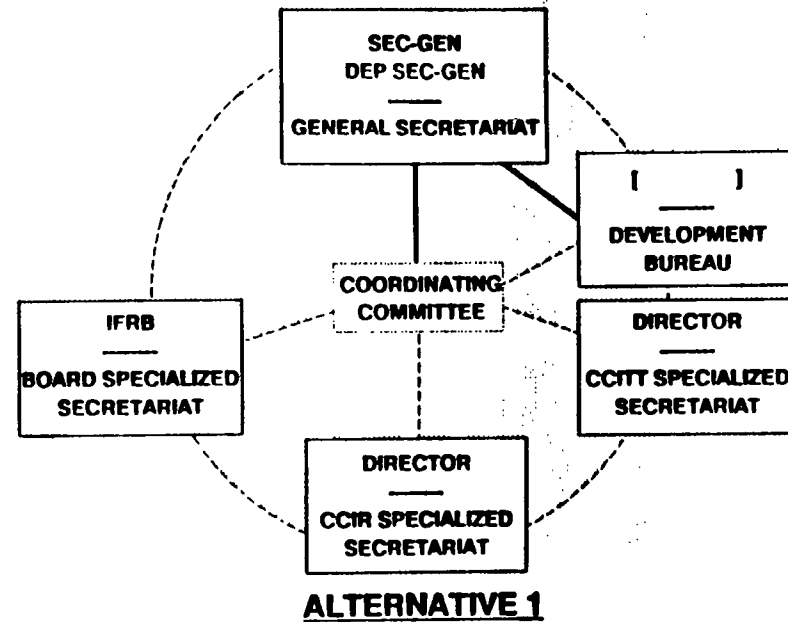 SEC-GEN
DEP SEC-GEN
GENERAL SECRETARIAT
[ ]
DEVELOPMENT
BUREAU
COORDINATING
COMMITTEE
IFRB
BOARD SPECIALIZED
SECRETARIAT
DIRECTOR
CCITT SPECIALIZED
SECRETARIAT
DIRECTOR
CCIR SPECIALIZED
SECRETARIAT
ALTERNATIVE 1